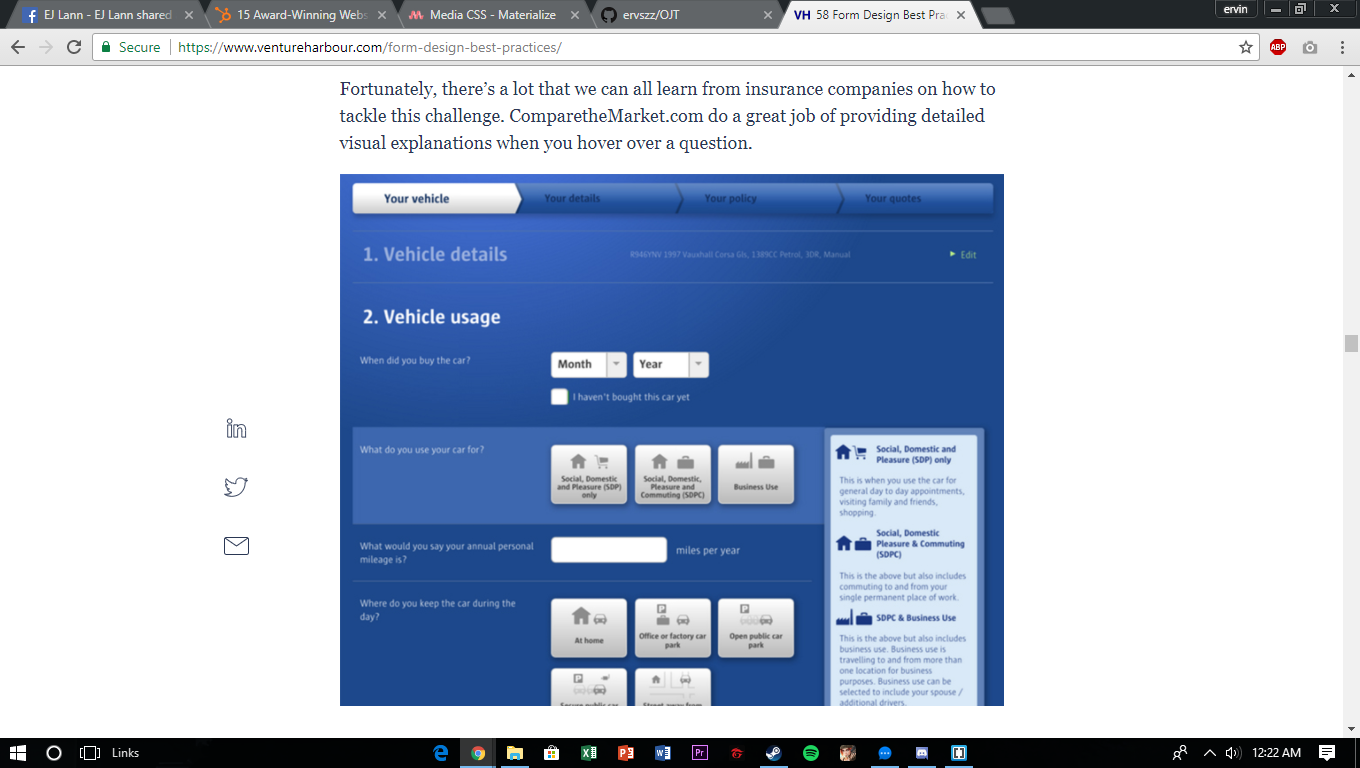 EJ Lann - EJ Lann shared
15 Award-Winning Webs
Media CSS - Materialize
ervszz/OJT
VH 58 Form Design Best Prac
ervin
Secure https://www.ventureharbour.com/form-design-best-practices/
ABP
Fortunately, there's a lot that we can all learn from insurance companies on how to
tackle this challenge. ComparetheMarket.com do a great job of providing detailed
visual explanations when you hover over a question.
Your vehicle
Your details
Your policy
Your quotes
1. Vehicle details
R946YNV 1997 Vauxhall Corsa Gls, 1389CC Petrol, 3DR, Manual
Edit
2. Vehicle usage
When did you buy the car?
Month
Year
I haven't bought this car yet
What do you use your car for?
Social, Domestic
and Pleasure (SDP)
only
Social, Domestic,
Pleasure and
Commuting (SDPC)
Business Use
Social, Domestic and
Pleasure (SDP) only
This is when you use the car for
general day to day appointments,
visiting family and friends,
shopping.
Social, Domestic
Pleasure & Commuting
(SDPC)
This is the above but also includes
commuting to and from your
single permanent place of work.
SDPC & Business Use
This is the above but also includes
business use. Business use is
travelling to and from more than
one location for business
purposes. Business use can be
selected to include your spouse /
additional drivers.
What would you say your annual personal
mileage is?
miles per year
Where do you keep the car during the
day?
At home
Office or factory car
park
Open public car
park
Secure public car
Street away from
in
Links
12:22 AM